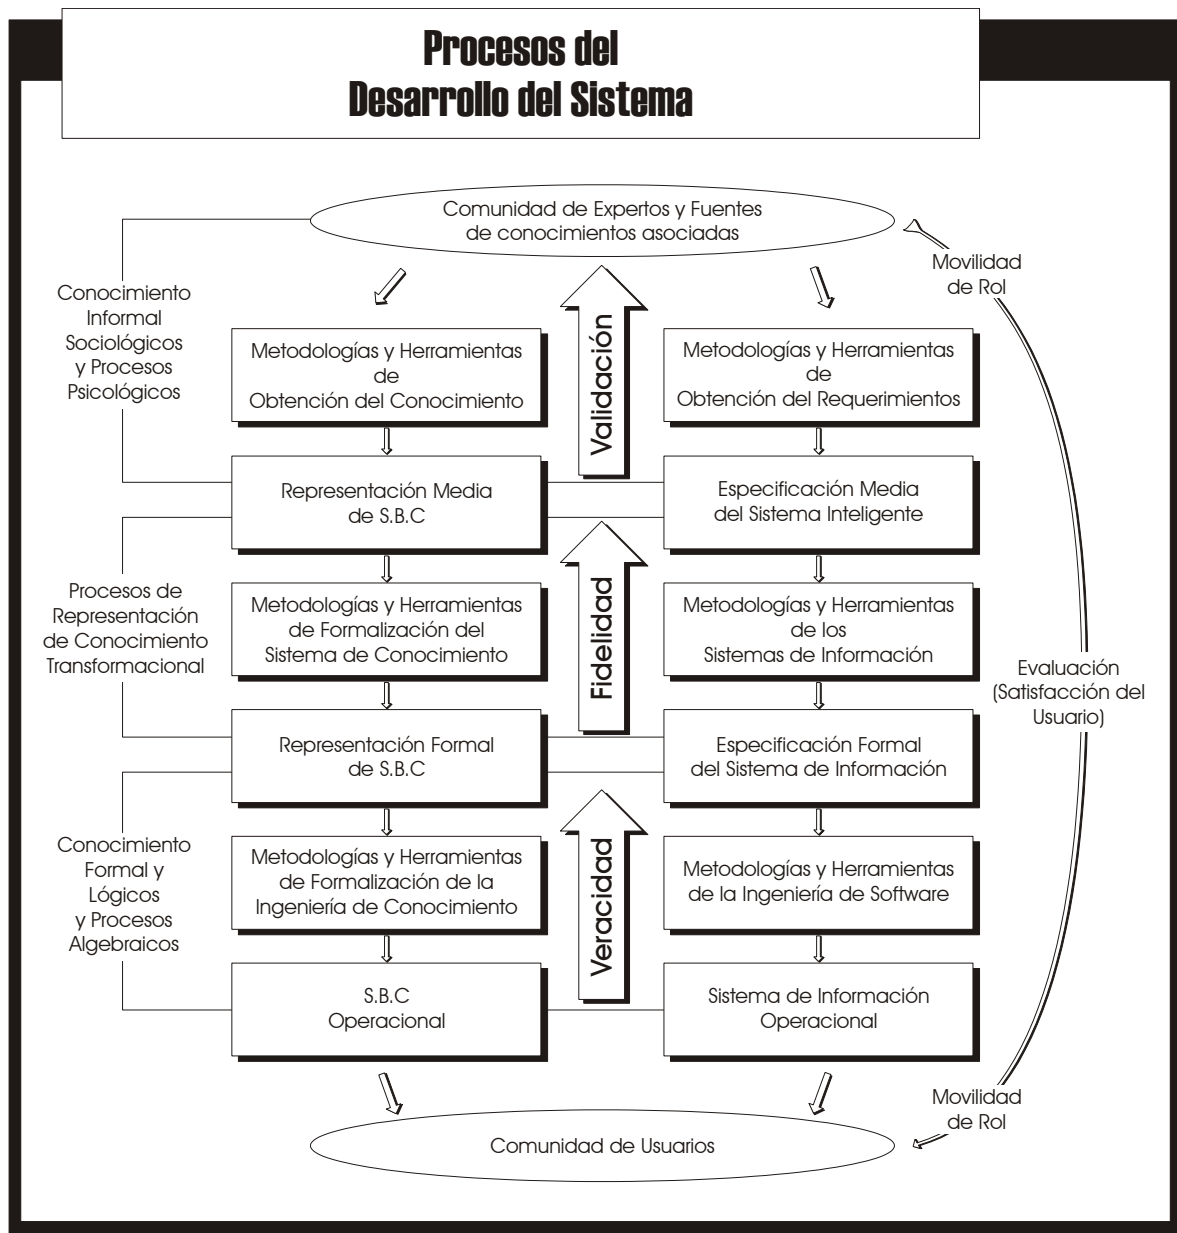 Procesos del
Desarrollo del Sistema
Comunidad de Expertos y Fuentes
de conocimientos asociadas
Movilidad
de Rol
Conocimiento
Informal
Sociológicos
y Procesos
Psicológicos
Metodologías y Herramientas
de
Obtención del Conocimiento
Validación
Metodologías y Herramientas
de
Obtención del Requerimientos
Representación Media
de S.B.C
Especificación Media
del Sistema Inteligente
Procesos de
Representación
de Conocimiento
Transformacional
Metodologías y Herramientas
de Formalización del
Sistema de Conocimiento
Fidelidad
Metodologías y Herramientas
de los
Sistemas de Información
Evaluación
(Satisfacción del
Usuario)
Representación Formal
de S.B.C
Especificación Formal
del Sistema de Información
Conocimiento
Formal y
Lógicos
y Procesos
Algebraicos
Metodologías y Herramientas
de Formalización de la
Ingeniería de Conocimiento
Veracidad
Metodologías y Herramientas
de la Ingeniería de Software
S.B.C
Operacional
Sistema de Información
Operacional
Movilidad
de Rol
Comunidad de Usuarios